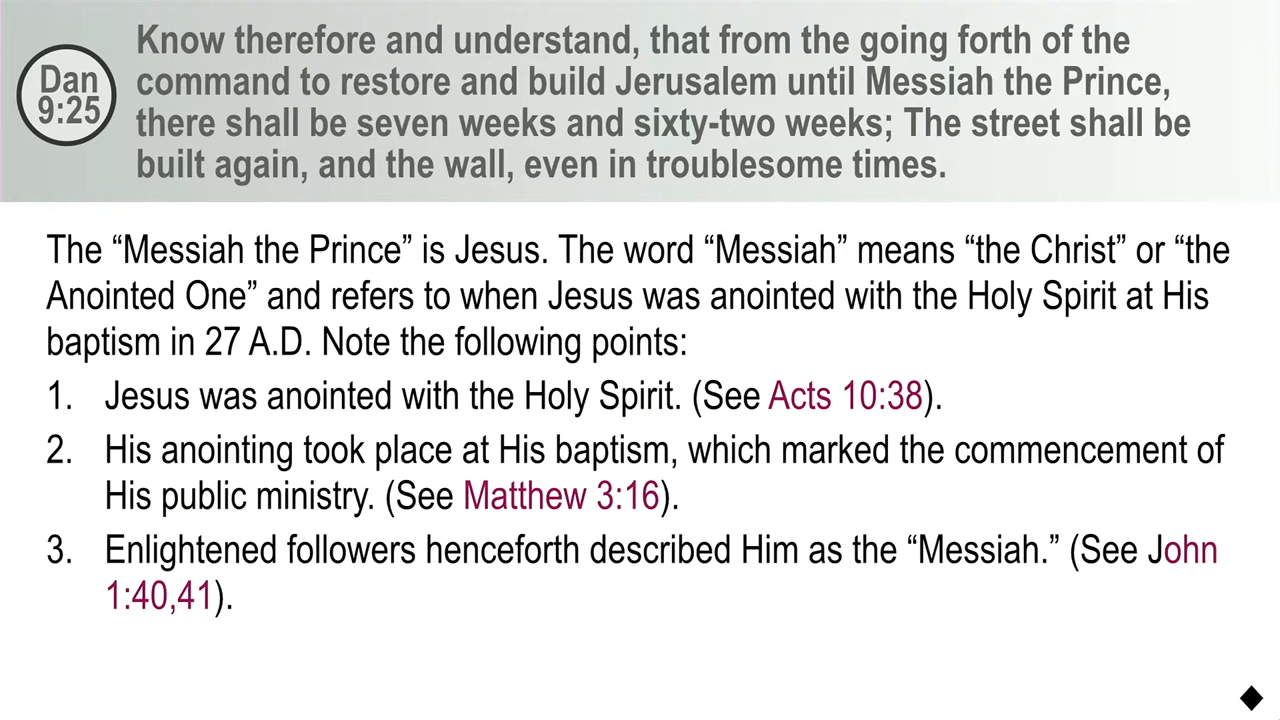 Dan
9:25
Know therefore and understand, that from the going forth of the
command to restore and build Jerusalem until Messiah the Prince,
there shall be seven weeks and sixty-two weeks; The street shall be
built again, and the wall, even in troublesome times.
The “Messiah the Prince” is Jesus. The word “Messiah” means “the Christ” or “the
Anointed One” and refers to when Jesus was anointed with the Holy Spirit at His
baptism in 27 A.D. Note the following points:
1. Jesus was anointed with the Holy Spirit. (See Acts 10:38).
2. His anointing took place at His baptism, which marked the commencement of
His public ministry. (See Matthew 3:16).
3. Enlightened followers henceforth described Him as the “Messiah.” (See John
1:40,41).